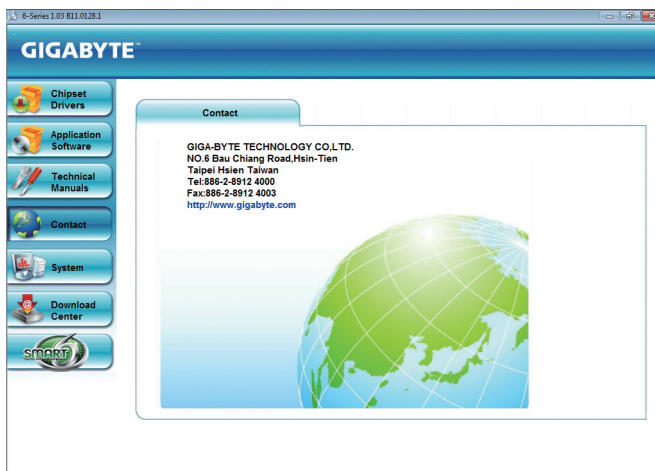 6-Series 1.03 B11.0128.1
GIGABYTE™
Chipset
Drivers
Application
Software
Technical
Manuals
Contact
System
Download
Center
SMART 6
Contact
GIGA-BYTE TECHNOLOGY CO,LTD.
NO.6 Bau Chiang Road,Hsin-Tien
Taipei Hsien Taiwan
Tel:886-2-8912 4000
Fax:886-2-8912 4003
http://www.gigabyte.com